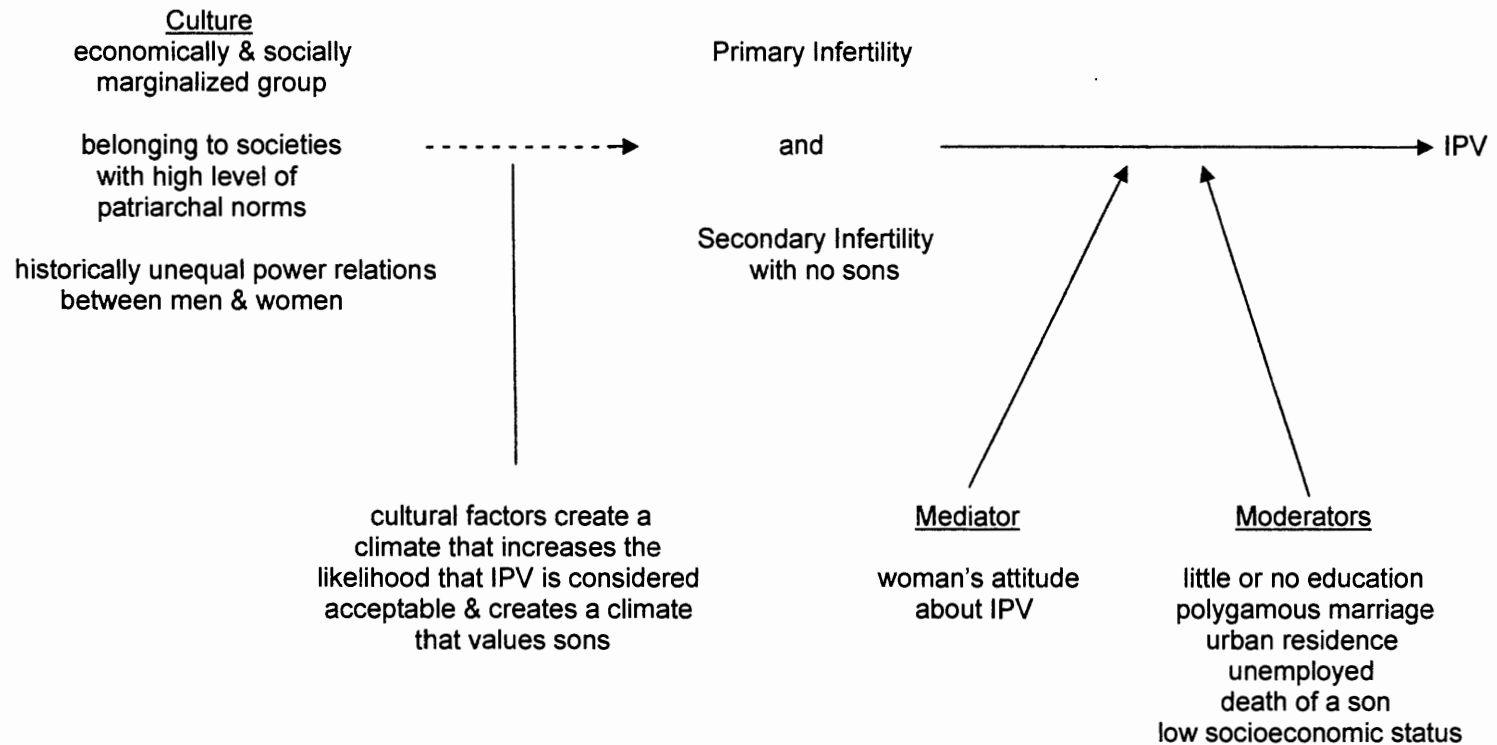 Culture
economically & socially
marginalized group
belonging to societies
with high level of
patriarchal norms
historically unequal power relations
between men & women
Primary Infertility
and
Secondary Infertility
with no sons
IPV
cultural factors create a
climate that increases the
likelihood that IPV is considered
acceptable & creates a climate
that values sons
Mediator
woman's attitude
about IPV
Moderators
little or no education
polygamous marriage
urban residence
unemployed
death of a son
low socioeconomic status